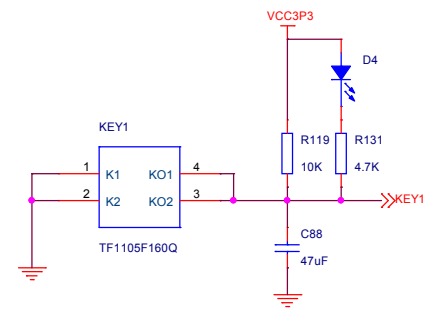 VCC3P3
D4
KEY1
R119
R131
1
K1
KO1
4
10K
4.7K
2
K2
KO2
3
KEY1
TF1105F160Q
C88
47uF